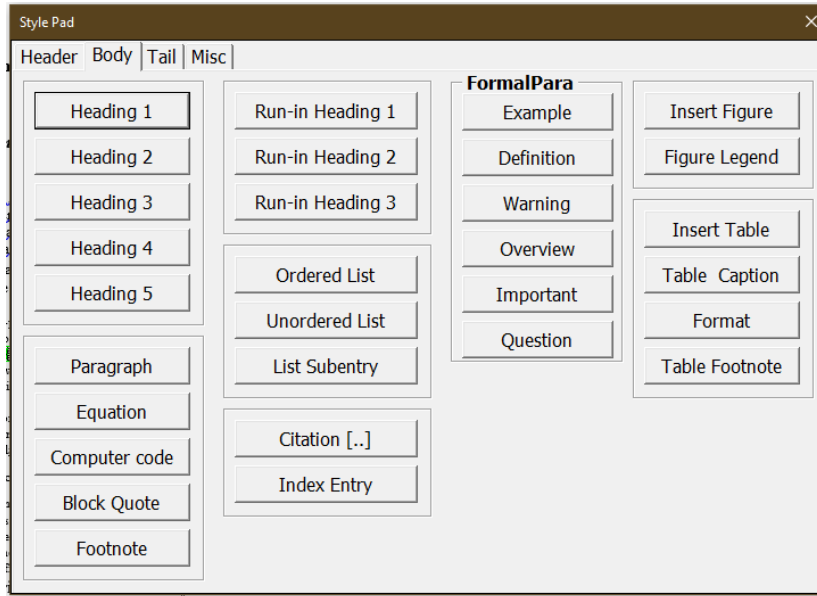 Style Pad
Header
Body
Tail
Misc
Heading 1
Heading 2
Heading 3
Heading 4
Heading 5
Paragraph
Equation
Computer code
Block Quote
Footnote
Run-in Heading 1
Run-in Heading 2
Run-in Heading 3
Ordered List
Unordered List
List Subentry
Citation [..]
Index Entry
FormalPara
Example
Definition
Warning
Overview
Important
Question
Insert Figure
Figure Legend
Insert Table
Table Caption
Format
Table Footnote